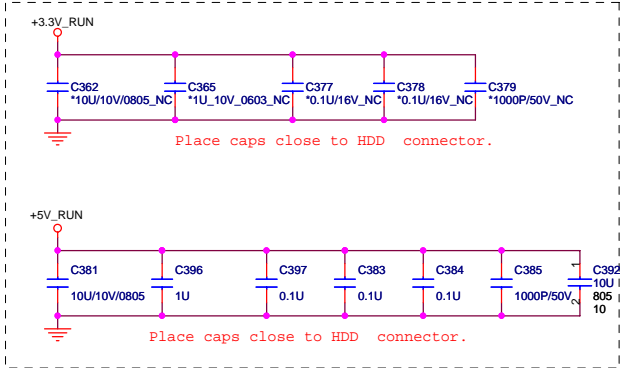 +3.3V_RUN
C362
*10U/10V/0805_NC
C365
*1U_10V_0603_NC
C377
*0.1U/16V_NC
C378
*0.1U/16V_NC
C379
*1000P/50V_NC
Place caps close to HDD connector.
+5V_RUN
C381
10U/10V/0805
C396
1U
C397
0.1U
C383
0.1U
C384
0.1U
C385
1000P/50V
1
2
C392
10U
805
10
Place caps close to HDD connector.